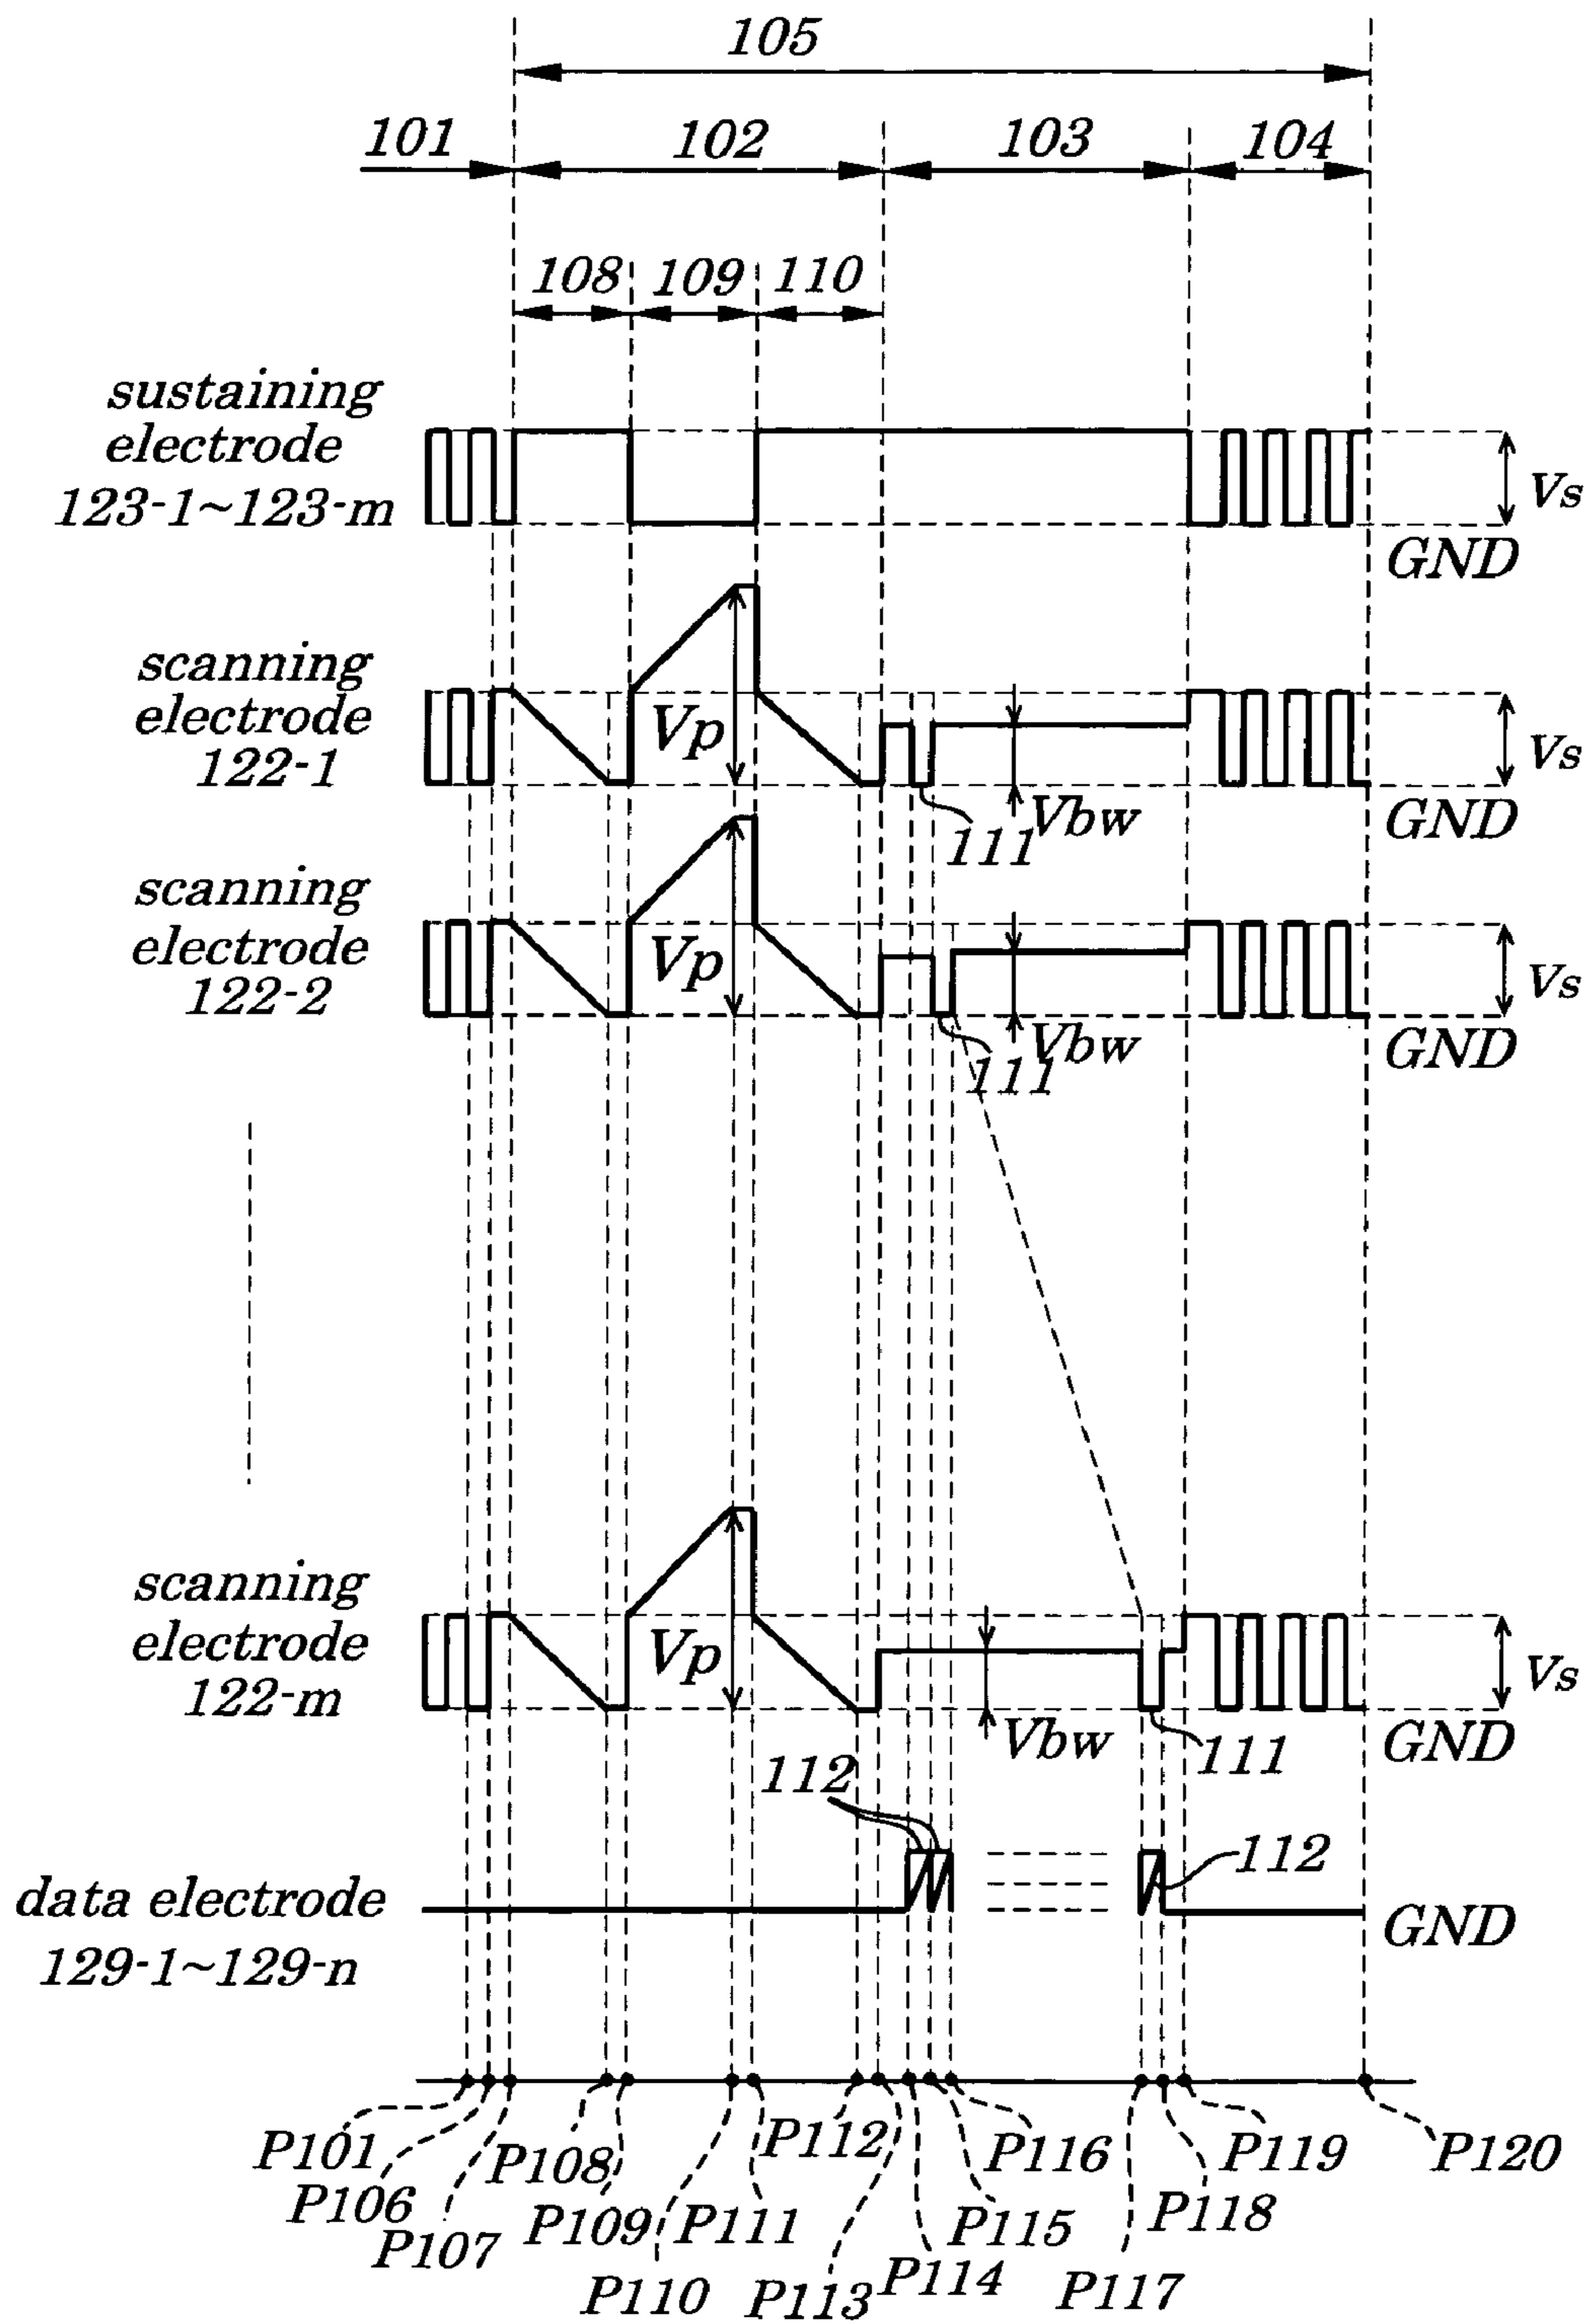 105
101
102
103
104
108
109
110
sustaining
electrode
123-1~123-m
Vs
GND
scanning
electrode
122-1
Vp
111
Vbw
Vs
GND
scanning
electrode
122-2
Vp
111
Vbw
Vs
GND
scanning
electrode
122-m
Vp
Vbw
111
Vs
GND
112
112
data electrode
129-1~129-n
GND
P101
P106
P107
P108
P109
P110
P111
P112
P113
P114
P115
P116
P117
P118
P119
P120